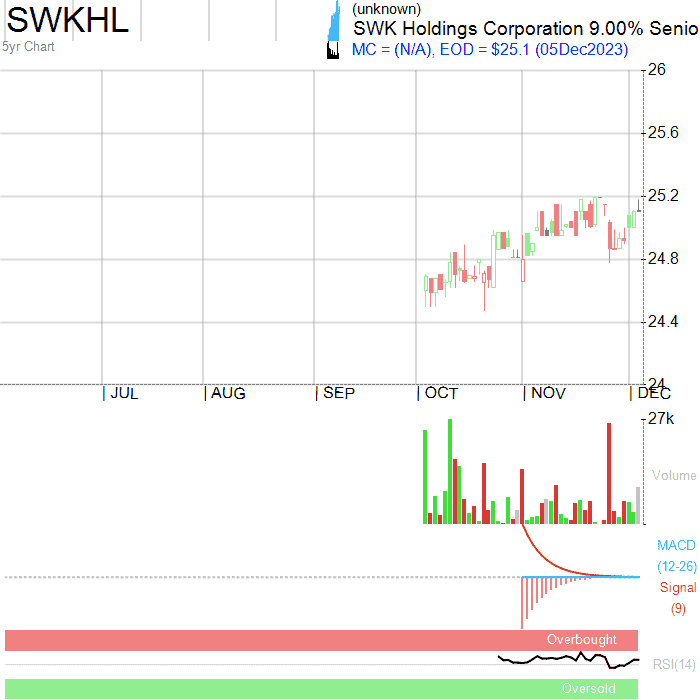 SWKHL
(unknown)
SWK Holdings Corporation 9.00% Senio
5yr Chart
MC = (N/A), EOD = $25.1 (05Dec2023)
26
25.6
25.2
24.8
24.4
24
JUL AUG SEP OCT NOV DEC
27k
Volume
MACD
(12-26)
Signal
(9)
Overbought
RSI(14)
Oversold